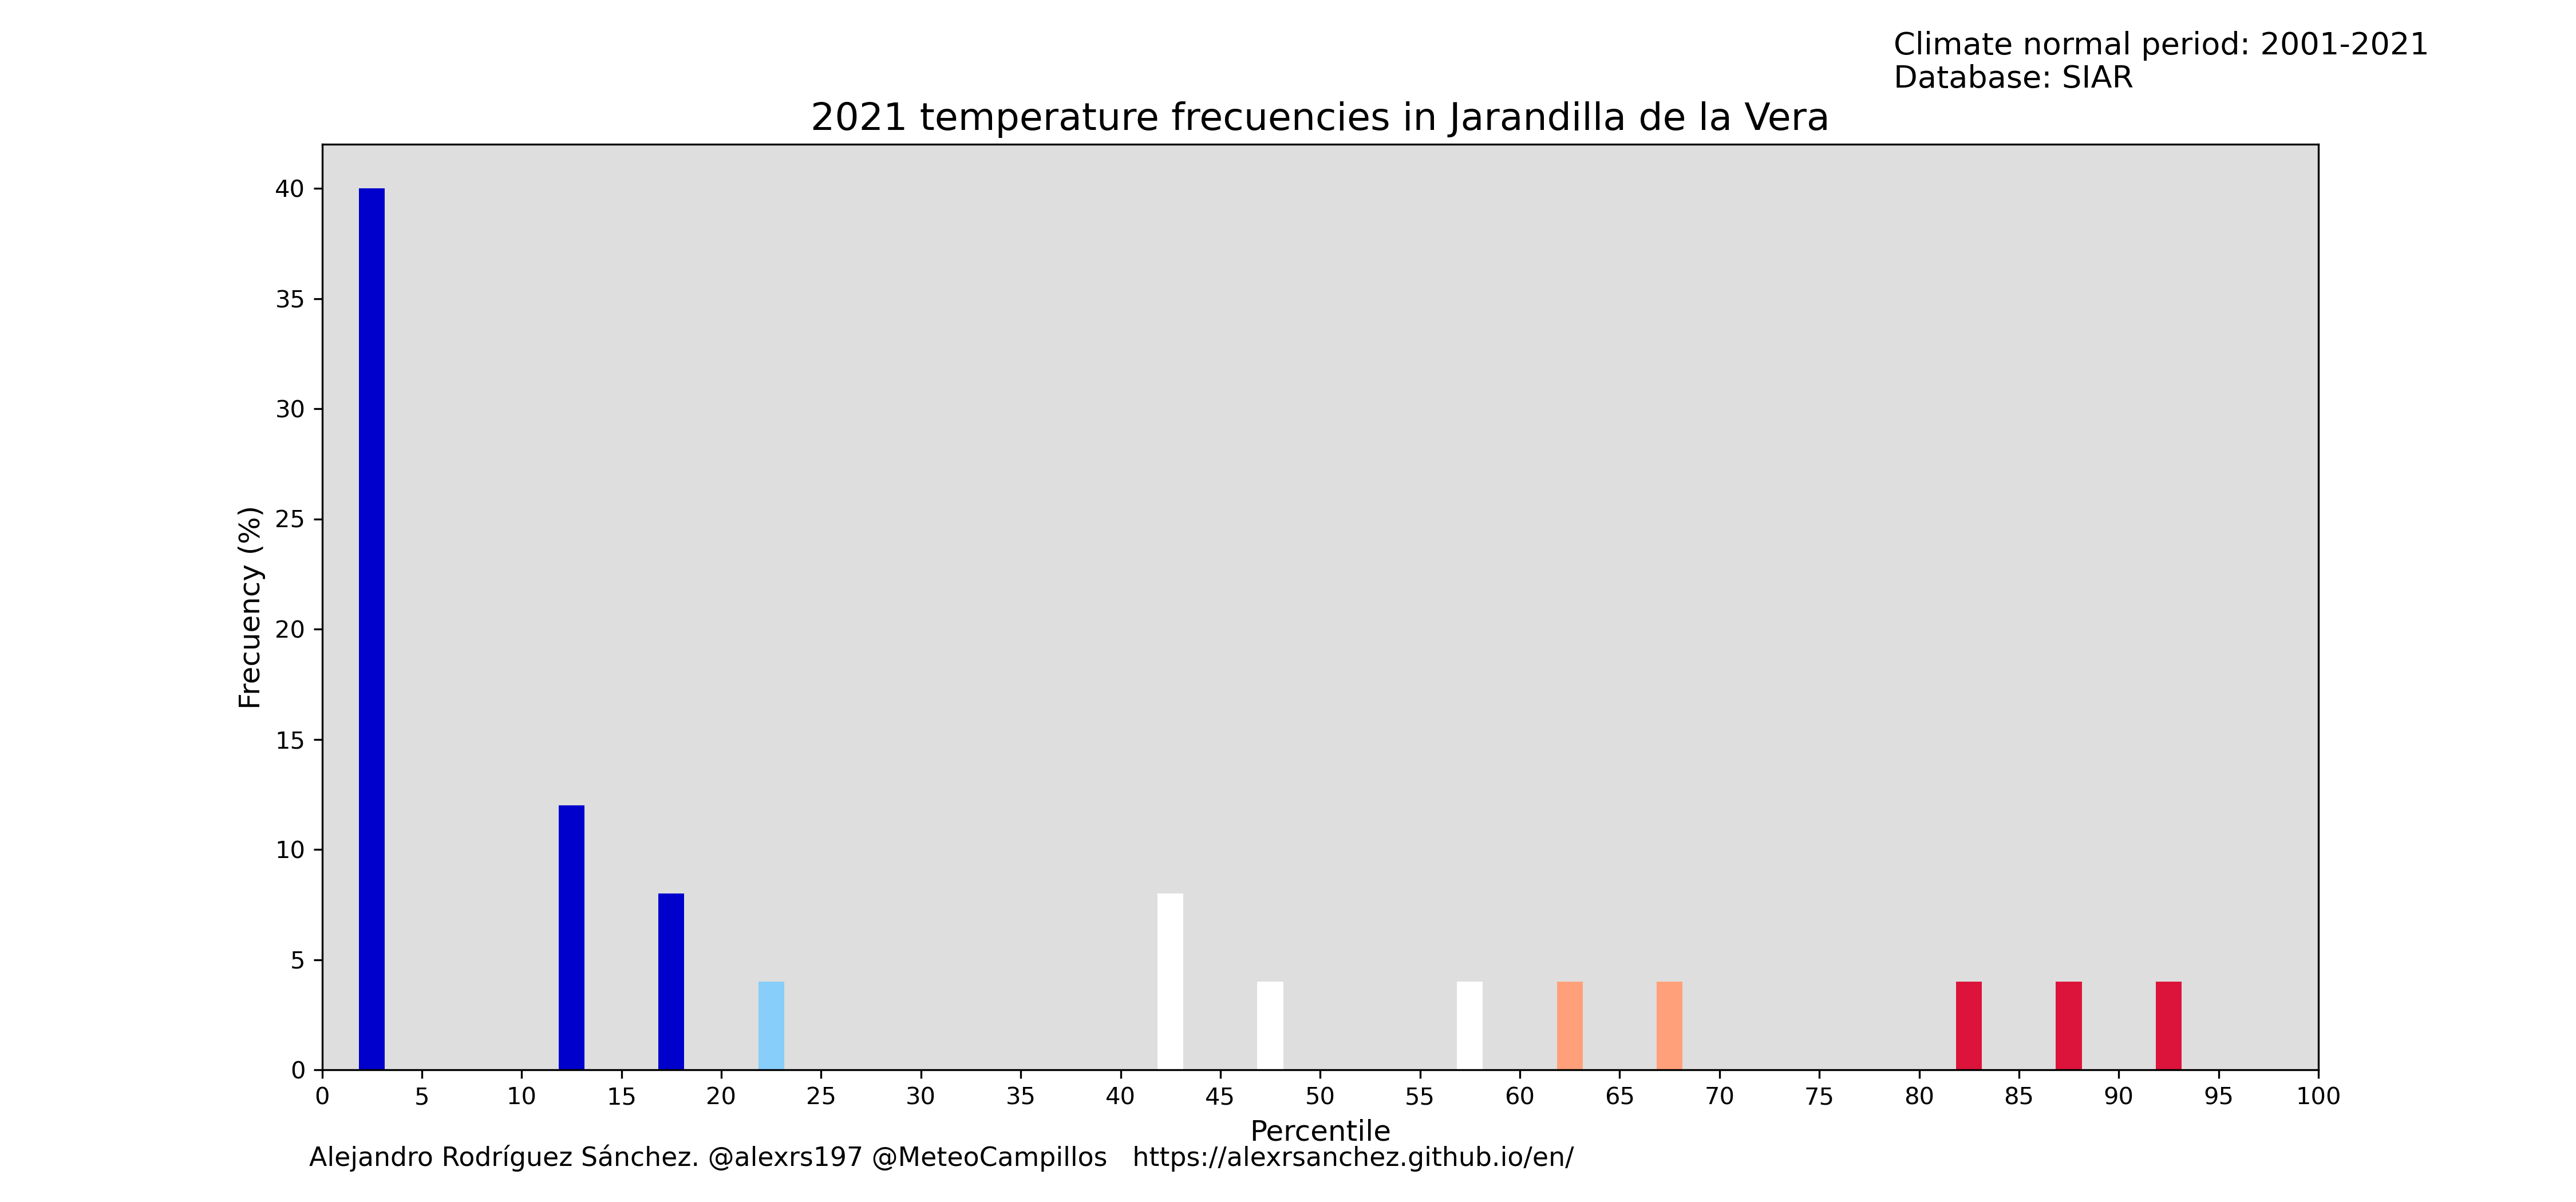 Climate normal period: 2001-2021
Database: SIAR
2021 temperature frecuencies in Jarandilla de la Vera
40
35
30
25
20
15
10
5
0
Frecuency (%)
0 5 10 15 20 25 30 35 40 45 50 55 60 65 70 75 80 85 90 95 100
Percentile
Alejandro Rodríguez Sánchez. @alexrs197 @MeteoCampillos https://alexrsanchez.github.io/en/